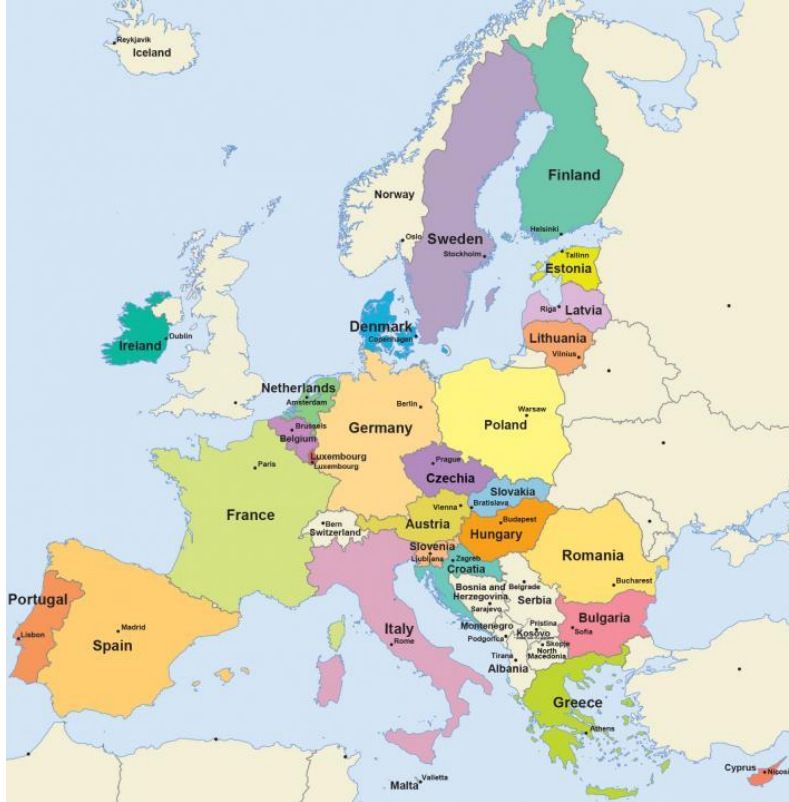 Reykjavik
Iceland
Norway
Oslo
Sweden
Stockholm
Finland
Helsinki
Tallinn
Estonia
Riga
Latvia
Lithuania
Vilnius
Denmark
Copenhagen
Ireland
Dublin
Netherlands
Amsterdam
Brussels
Belgium
Luxembourg
Luxembourg
Berlin
Germany
Warsaw
Poland
Prague
Czechia
Paris
France
Slovakia
Bratislava
Vienna
Austria
Budapest
Hungary
Bern
Switzerland
Slovenia
Ljubljana
Zagreb
Croatia
Romania
Bucharest
Bosnia and
Herzegovina
Sarajevo
Belgrade
Serbia
Montenegro
Podgorica
Pristina
Kosovo
Skopje
North
Macedonia
Tirana
Albania
Bulgaria
Sofia
Portugal
Lisbon
Madrid
Spain
Italy
Rome
Greece
Athens
Malta
Valletta
Cyprus
Nicosi